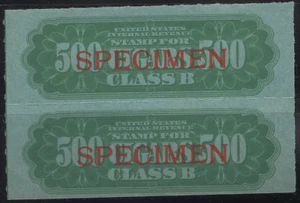 UNITED STATES
INTERNAL REVENUE
STAMP FOR
500 SPECIMEN 500
CLASS B
UNITED STATES
INTERNAL REVENUE
STAMP FOR
500 SPECIMEN 500
CLASS B